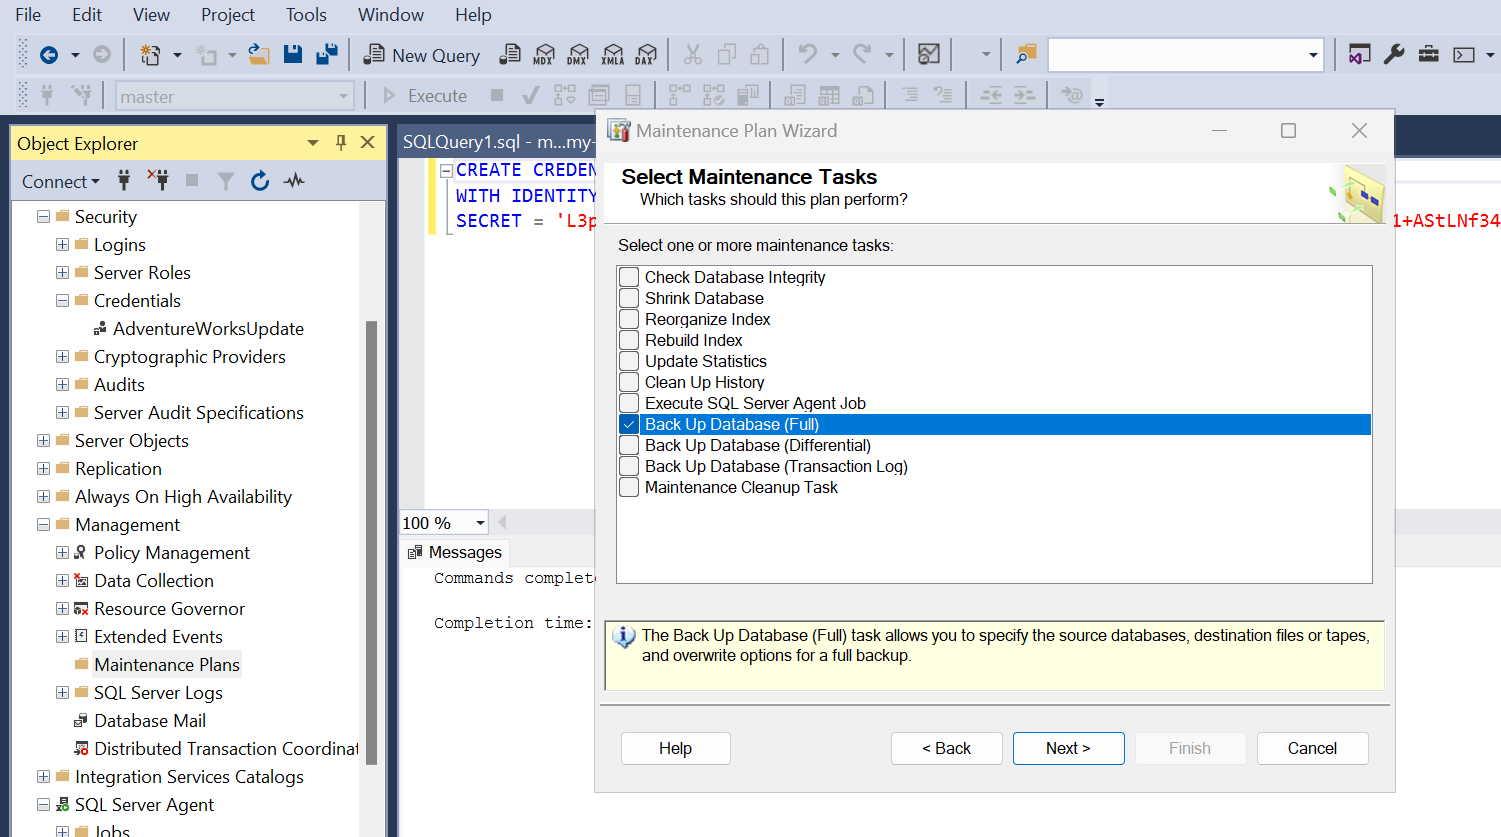 File Edit View Project Tools Window Help
New Query MDX DMX XMLA DAX
master Execute
Object Explorer
Connect
Security
Logins
Server Roles
Credentials
AdventureWorksUpdate
Cryptographic Providers
Audits
Server Audit Specifications
Server Objects
Replication
Always On High Availability
Management
Policy Management
Data Collection
Resource Governor
Extended Events
Maintenance Plans
SQL Server Logs
Database Mail
Distributed Transaction Coordinat
Integration Services Catalogs
SQL Server Agent
Jobs
SQLQuery1.sql - m...my-
CREATE CREDEN
WITH IDENTITY
SECRET = 'L3p
1+AStLNf34
100 %
Messages
Commands complet
Completion time:
Maintenance Plan Wizard
Select Maintenance Tasks
Which tasks should this plan perform?
Select one or more maintenance tasks:
Check Database Integrity
Shrink Database
Reorganize Index
Rebuild Index
Update Statistics
Clean Up History
Execute SQL Server Agent Job
Back Up Database (Full)
Back Up Database (Differential)
Back Up Database (Transaction Log)
Maintenance Cleanup Task
The Back Up Database (Full) task allows you to specify the source databases, destination files or tapes,
and overwrite options for a full backup.
Help < Back Next > Finish Cancel